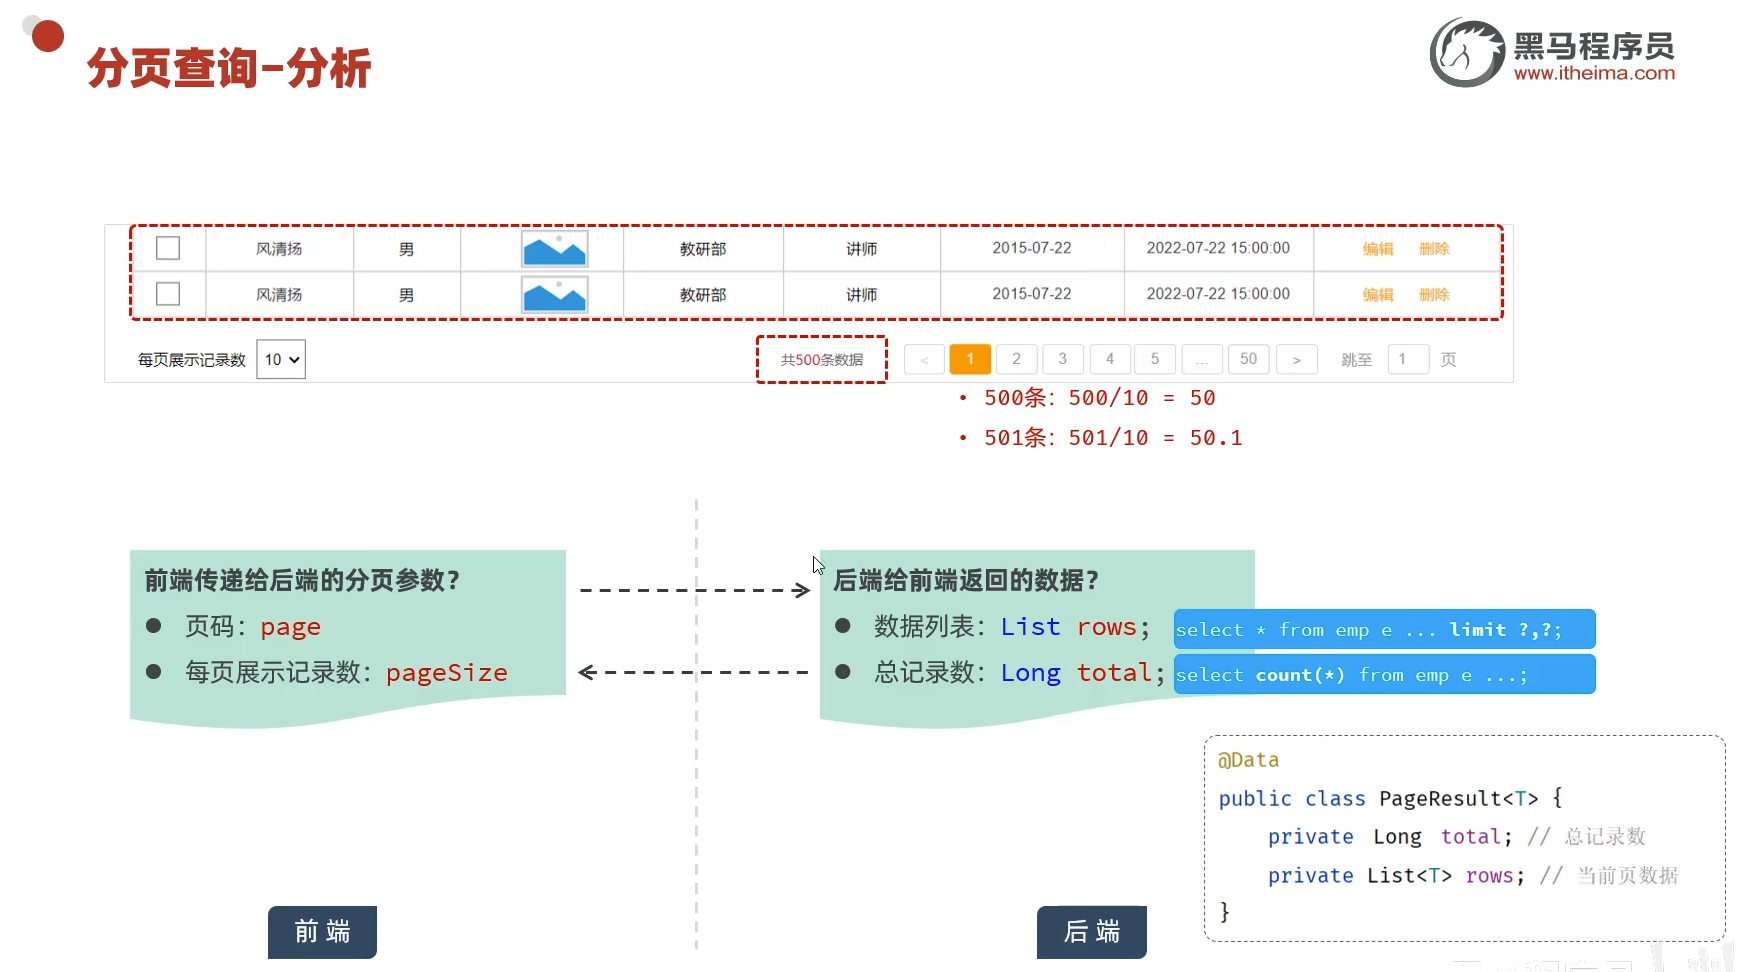 分页查询-分析
黑马程序员
www.itheima.com
风清扬 男 教研部 讲师 2015-07-22 2022-07-22 15:00:00 编辑 删除
风清扬 男 教研部 讲师 2015-07-22 2022-07-22 15:00:00 编辑 删除
每页展示记录数 10 共500条数据 < 1 2 3 4 5 ... 50 > 跳至 1 页
• 500条: 500/10 = 50
• 501条: 501/10 = 50.1
前端传递给后端的分页参数?
● 页码: page
● 每页展示记录数: pageSize
后端给前端返回的数据?
● 数据列表: List rows; select * from emp e ... limit ?,?;
● 总记录数: Long total; select count(*) from emp e ...;
@Data
public class PageResult<T> {
private Long total; // 总记录数
private List<T> rows; // 当前页数据
}
前端
后端